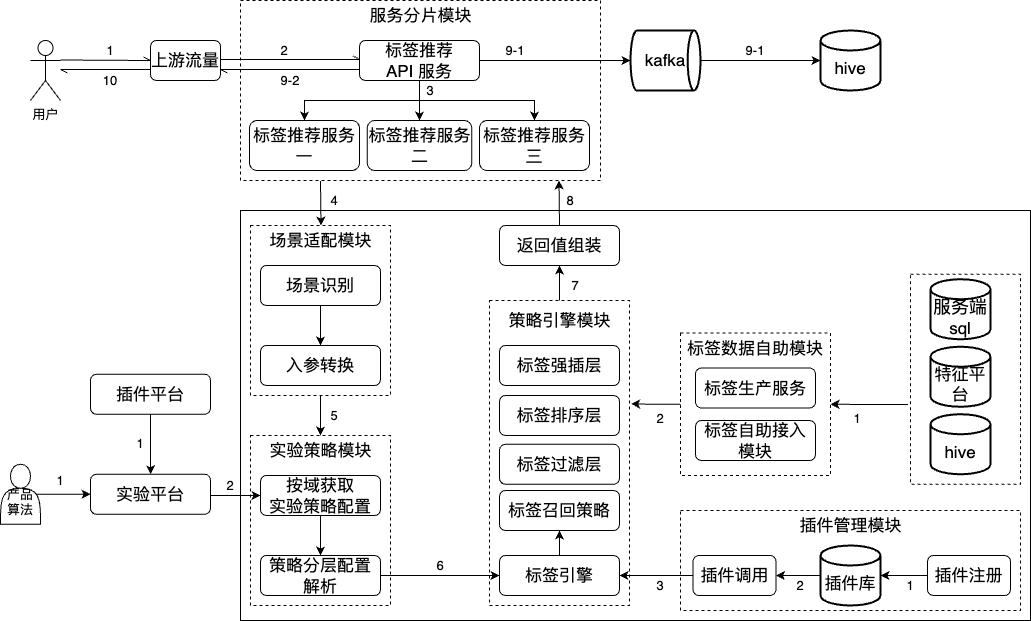 服务分片模块
用户
1
10
上游流量
2
9-2
标签推荐
API 服务
9-1
kafka
9-1
hive
3
标签推荐服务
一
标签推荐服务
二
标签推荐服务
三
4
8
场景适配模块
场景识别
入参转换
5
返回值组装
7
策略引擎模块
标签强插层
标签排序层
标签过滤层
标签召回策略
标签引擎
2
标签数据自助模块
标签生产服务
标签自助接入
模块
1
服务端
sql
特征平
台
hive
插件平台
1
产品
算法
1
实验平台
2
实验策略模块
按域获取
实验策略配置
策略分层配置
解析
6
插件管理模块
3
插件调用
2
插件库
1
插件注册